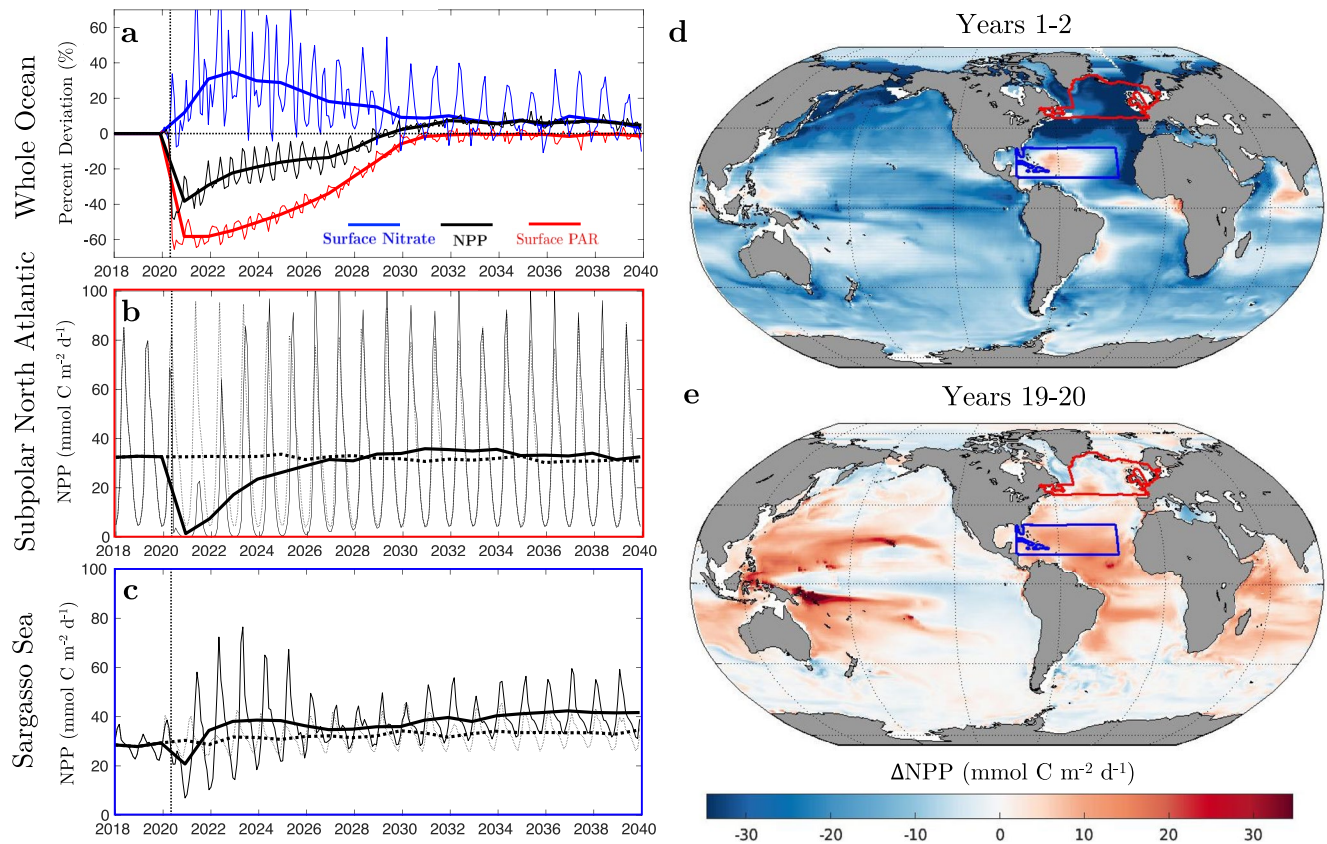 Whole Ocean
Percent Deviation (%)
a
60
40
20
0
-20
-40
-60
Surface Nitrate
NPP
Surface PAR
2018 2020 2022 2024 2026 2028 2030 2032 2034 2036 2038 2040
Subpolar North Atlantic
NPP (mmol C m⁻² d⁻¹)
b
100
80
60
40
20
0
2018 2020 2022 2024 2026 2028 2030 2032 2034 2036 2038 2040
Sargasso Sea
NPP (mmol C m⁻² d⁻¹)
c
100
80
60
40
20
0
2018 2020 2022 2024 2026 2028 2030 2032 2034 2036 2038 2040
d
Years 1-2
e
Years 19-20
ΔNPP (mmol C m⁻² d⁻¹)
-30 -20 -10 0 10 20 30